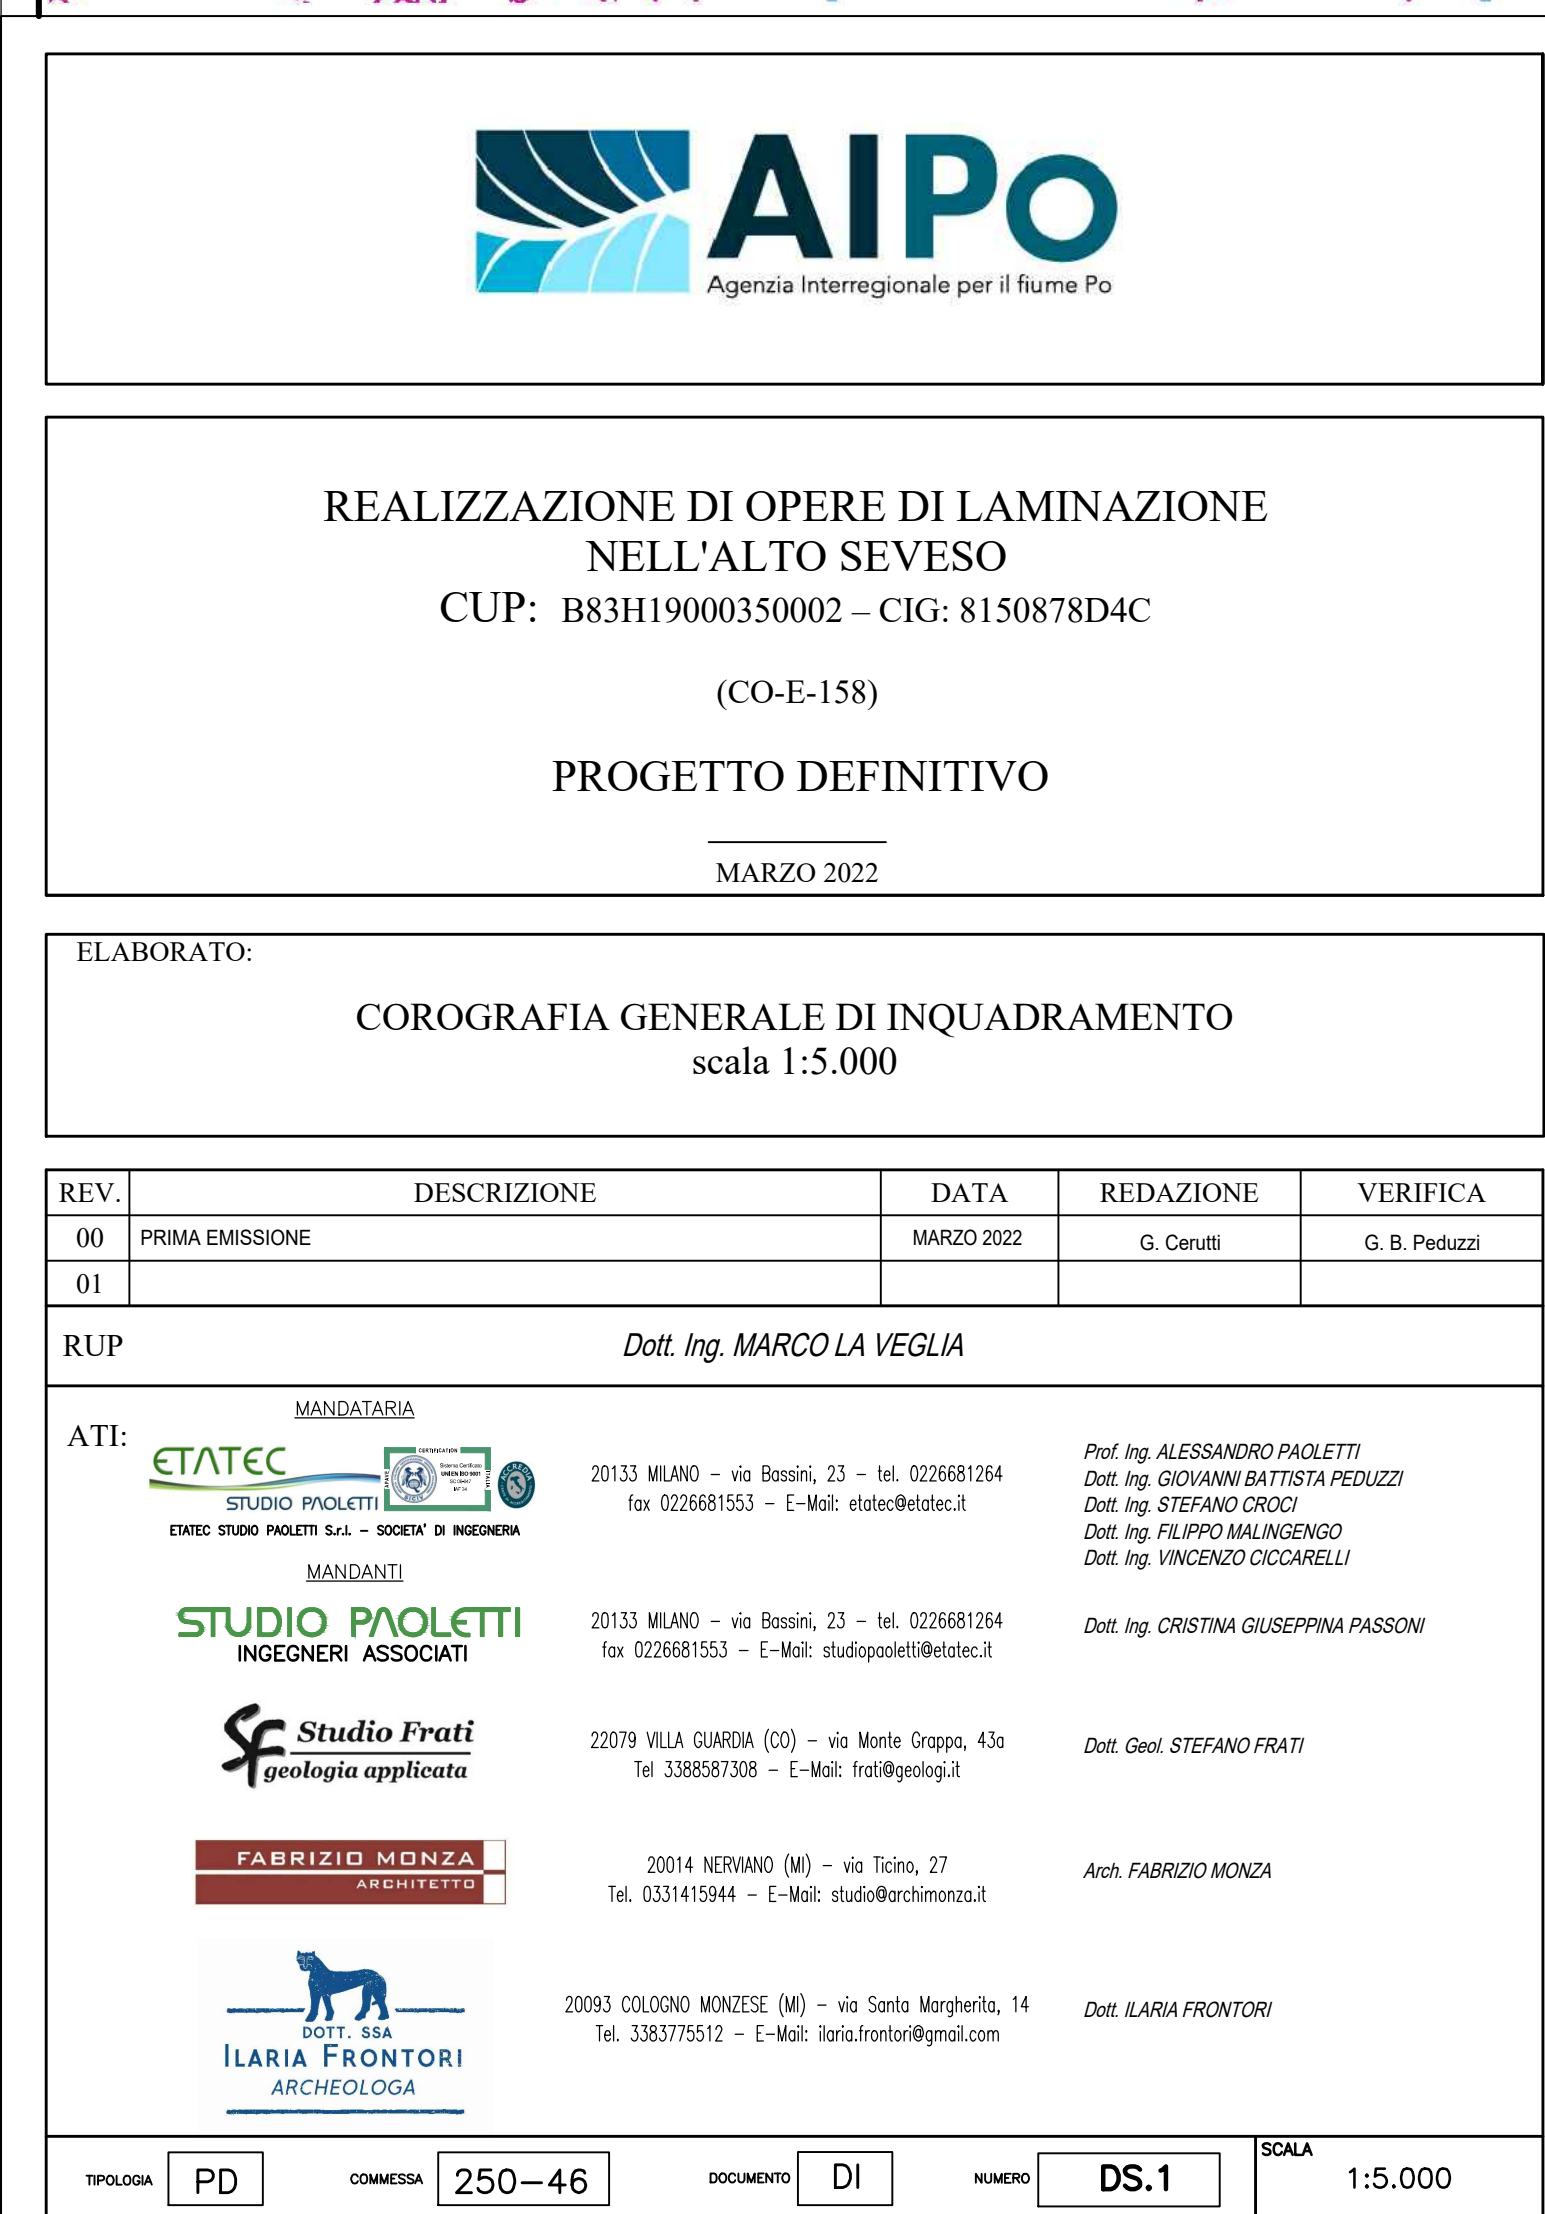 AIPo
Agenzia Interregionale per il fiume Po
REALIZZAZIONE DI OPERE DI LAMINAZIONE
NELL'ALTO SEVESO
CUP: B83H19000350002 – CIG: 8150878D4C
(CO-E-158)
PROGETTO DEFINITIVO
MARZO 2022
ELABORATO:
COROGRAFIA GENERALE DI INQUADRAMENTO
scala 1:5.000
REV. DESCRIZIONE DATA REDAZIONE VERIFICA
00 PRIMA EMISSIONE MARZO 2022 G. Cerutti G. B. Peduzzi
01
RUP Dott. Ing. MARCO LA VEGLIA
ATI:
MANDATARIA
ETATEC
STUDIO PAOLETTI
CERTIFICATION
Sistema Certificato
UNI EN ISO 9001
ITALIA
ACCREDIA
ETATEC STUDIO PAOLETTI S.r.l. – SOCIETA' DI INGEGNERIA
20133 MILANO – via Bassini, 23 – tel. 0226681264
fax 0226681553 – E-Mail: etatec@etatec.it
Prof. Ing. ALESSANDRO PAOLETTI
Dott. Ing. GIOVANNI BATTISTA PEDUZZI
Dott. Ing. STEFANO CROCI
Dott. Ing. FILIPPO MALINGENGO
Dott. Ing. VINCENZO CICCARELLI
MANDANTI
STUDIO PAOLETTI
INGEGNERI ASSOCIATI
20133 MILANO – via Bassini, 23 – tel. 0226681264
fax 0226681553 – E-Mail: studiopaoletti@etatec.it
Dott. Ing. CRISTINA GIUSEPPINA PASSONI
SF Studio Frati
geologia applicata
22079 VILLA GUARDIA (CO) – via Monte Grappa, 43a
Tel 3388587308 – E-Mail: frati@geologi.it
Dott. Geol. STEFANO FRATI
FABRIZIO MONZA
ARCHITETTO
20014 NERVIANO (MI) – via Ticino, 27
Tel. 0331415944 – E-Mail: studio@archimonza.it
Arch. FABRIZIO MONZA
DOTT. SSA
ILARIA FRONTORI
ARCHEOLOGA
20093 COLOGNO MONZESE (MI) – via Santa Margherita, 14
Tel. 3383775512 – E-Mail: ilaria.frontori@gmail.com
Dott. ILARIA FRONTORI
TIPOLOGIA PD COMMESSA 250-46 DOCUMENTO DI NUMERO DS.1 SCALA 1:5.000